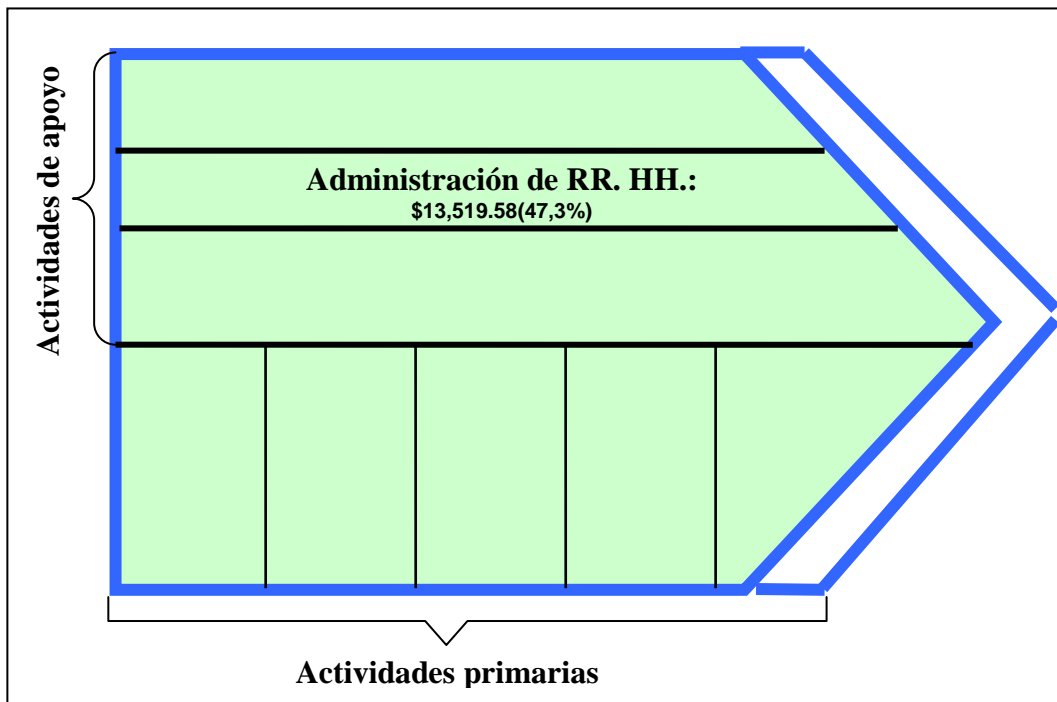 Actividades de apoyo
Administración de RR. HH.:
$13,519.58(47,3%)
Actividades primarias